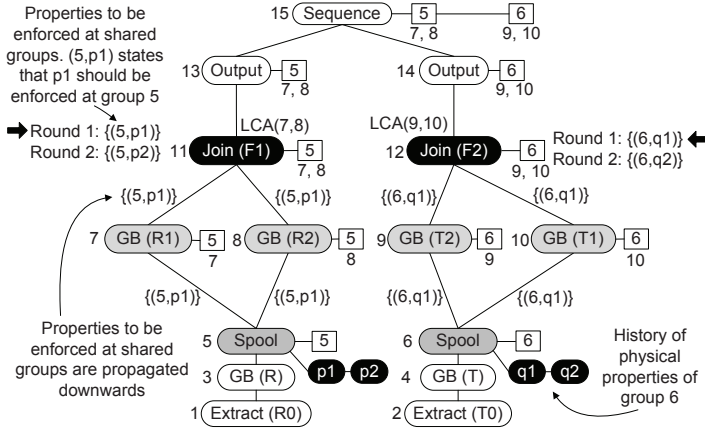 Properties to be
enforced at shared
groups. (5,p1) states
that p1 should be
enforced at group 5
15 Sequence 5 6
7, 8 9, 10
13 Output 5
7, 8
14 Output 6
9, 10
LCA(7,8)
LCA(9,10)
Round 1: {(5,p1)}
Round 2: {(5,p2)}
11 Join (F1) 5
7, 8
12 Join (F2) 6
9, 10
Round 1: {(6,q1)}
Round 2: {(6,q2)}
{(5,p1)} {(5,p1)}
{(6,q1)} {(6,q1)}
7 GB (R1) 5
7
8 GB (R2) 5
8
9 GB (T2) 6
9
10 GB (T1) 6
10
{(5,p1)} {(5,p1)}
{(6,q1)} {(6,q1)}
Properties to be
enforced at shared
groups are propagated
downwards
5 Spool 5
p1 p2
3 GB (R)
1 Extract (R0)
6 Spool 6
q1 q2
4 GB (T)
2 Extract (T0)
History of
physical
properties of
group 6